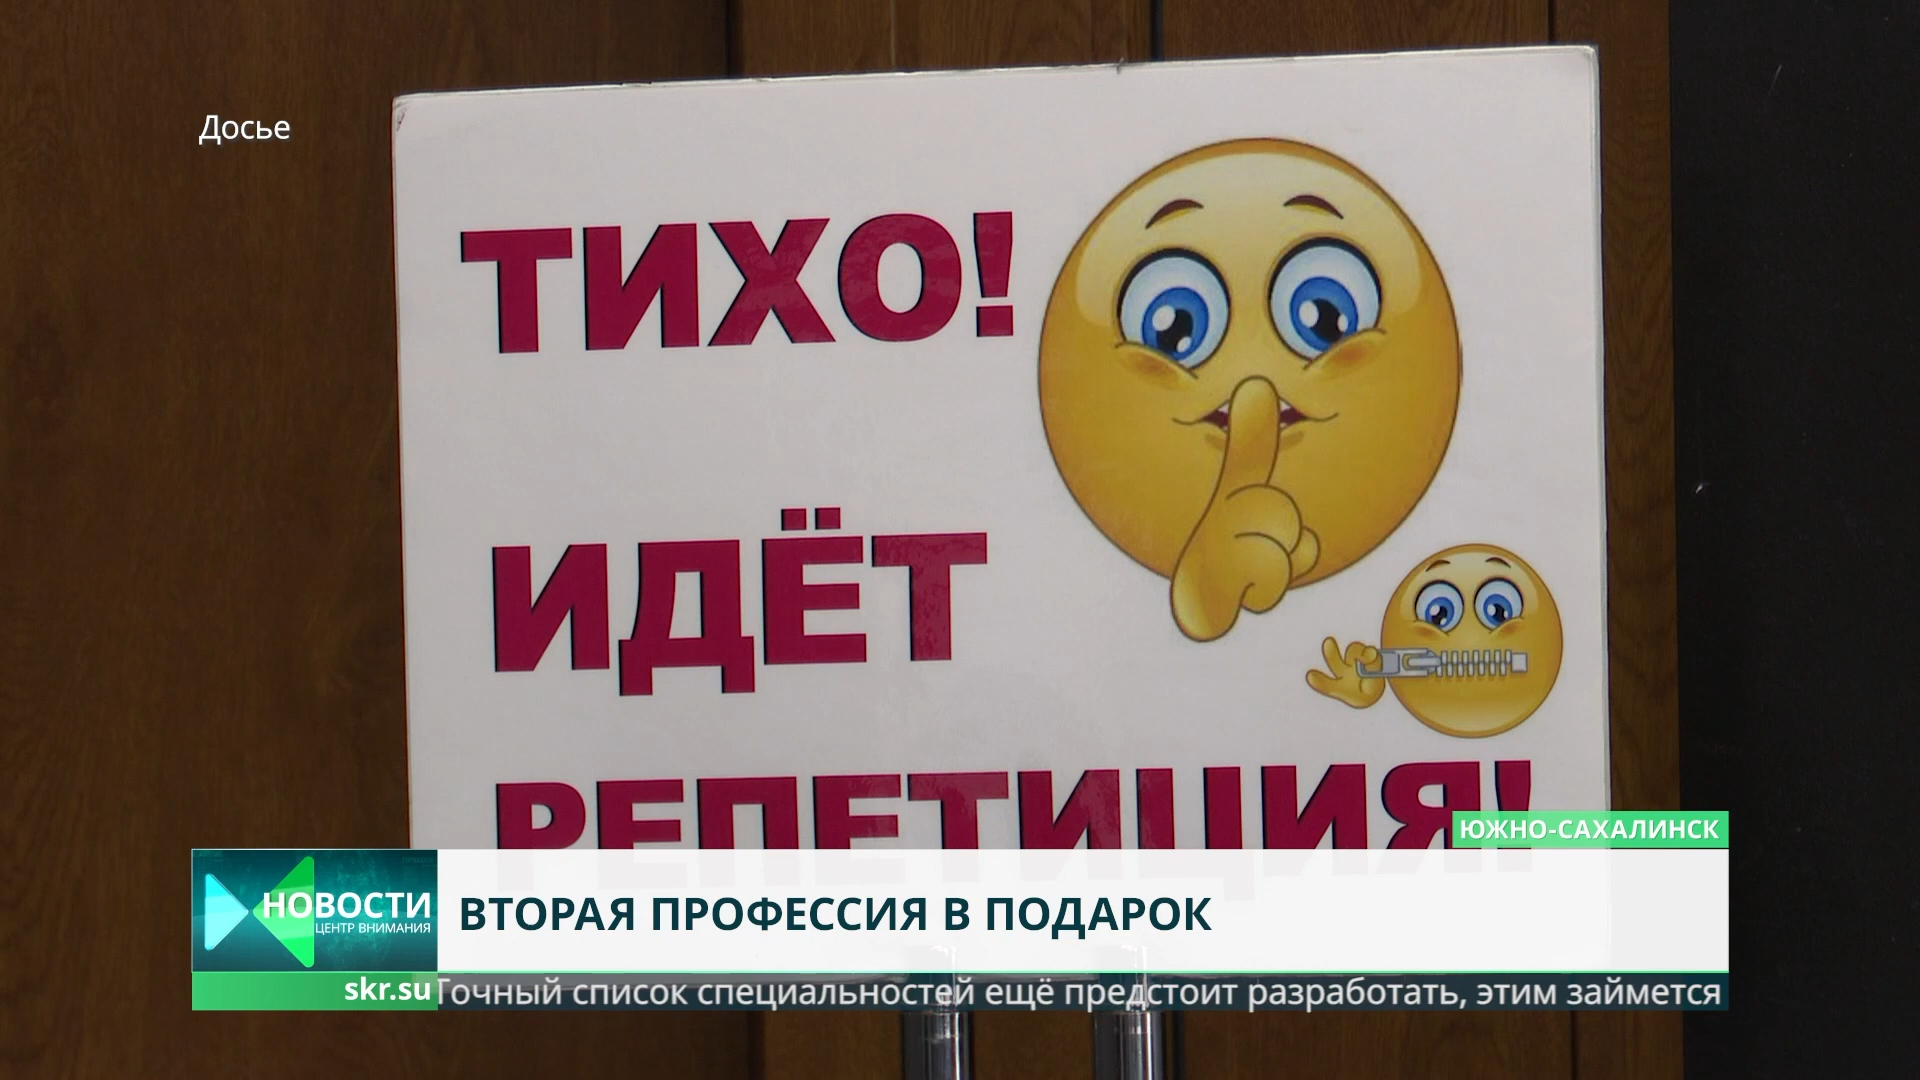 Досье
ТИХО!
ИДЁТ
РЕПЕТИЦИЯ!
ЮЖНО-САХАЛИНСК
НОВОСТИ
ЦЕНТР ВНИМАНИЯ
ВТОРАЯ ПРОФЕССИЯ В ПОДАРОК
skr.su
Точный список специальностей ещё предстоит разработать, этим займется